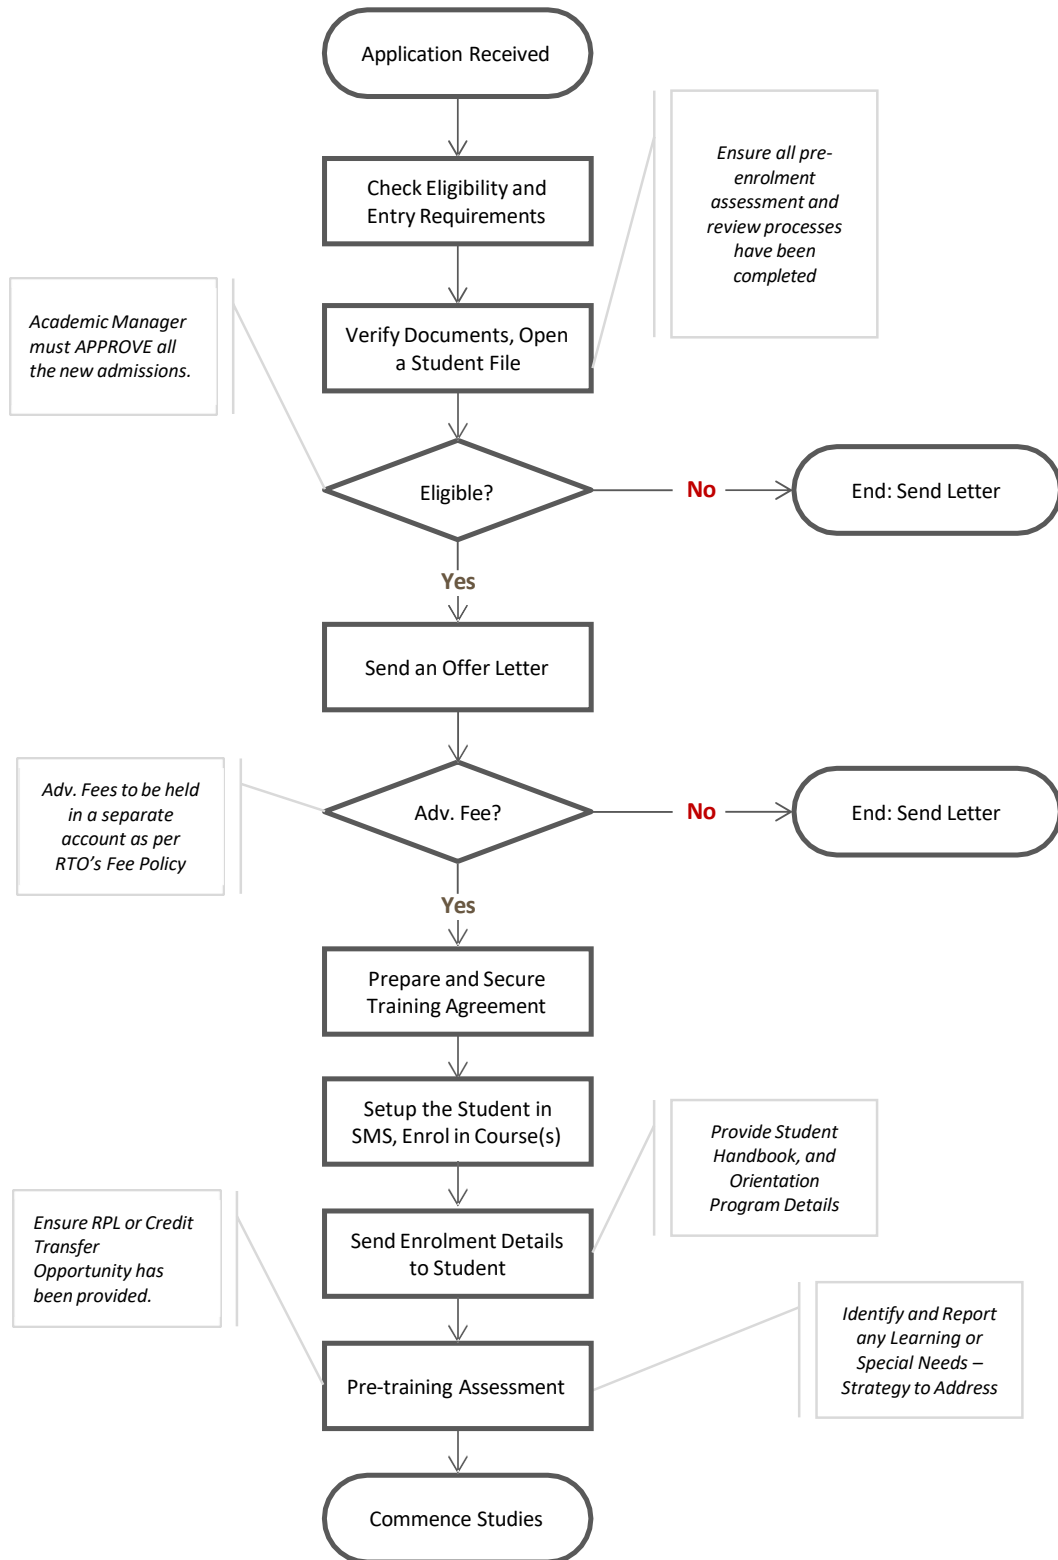 Application Received
Ensure all pre-
enrolment
assessment and
review processes
have been
completed
Check Eligibility and
Entry Requirements
Academic Manager
must APPROVE all
the new admissions.
Verify Documents, Open
a Student File
Eligible?
No
End: Send Letter
Yes
Send an Offer Letter
Adv. Fees to be held
in a separate
account as per
RTO’s Fee Policy
Adv. Fee?
No
End: Send Letter
Yes
Prepare and Secure
Training Agreement
Setup the Student in
SMS, Enrol in Course(s)
Provide Student
Handbook, and
Orientation
Program Details
Ensure RPL or Credit
Transfer
Opportunity has
been provided.
Send Enrolment Details
to Student
Identify and Report
any Learning or
Special Needs –
Strategy to Address
Pre-training Assessment
Commence Studies